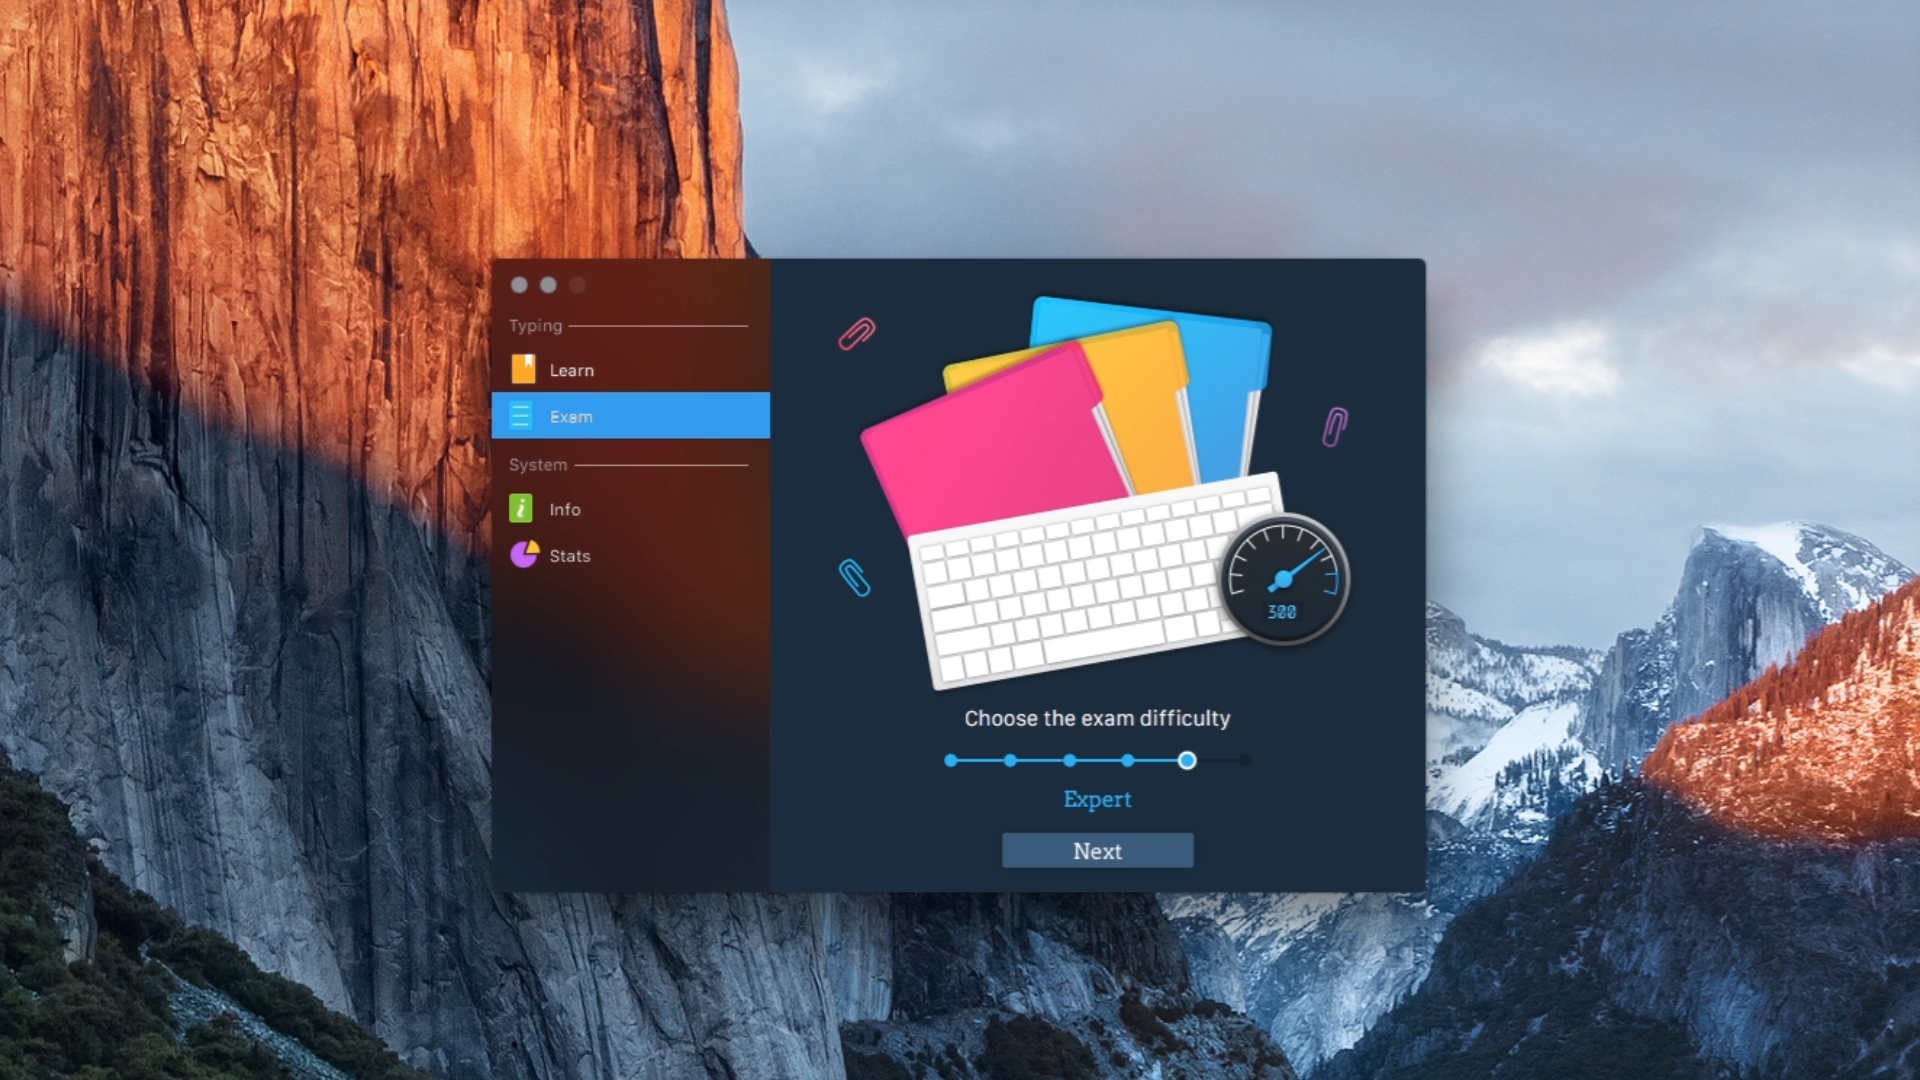 Typing
Learn
Exam
System
Info
Stats
300
Choose the exam difficulty
Expert
Next